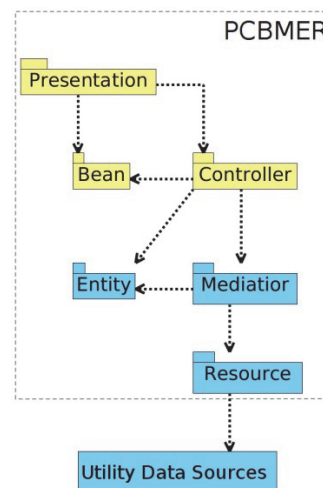 PCBMER
Presentation
Bean
Controller
Entity
Mediatior
Resource
Utility Data Sources